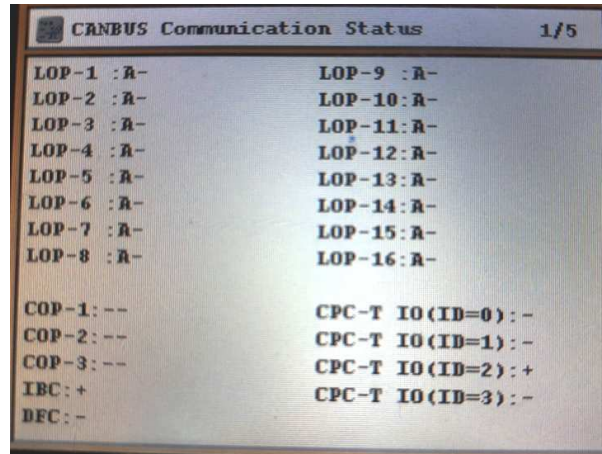 CANBUS Communication Status 1/5
LOP-1 :A-
LOP-2 :A-
LOP-3 :A-
LOP-4 :A-
LOP-5 :A-
LOP-6 :A-
LOP-7 :A-
LOP-8 :A-
LOP-9 :A-
LOP-10:A-
LOP-11:A-
LOP-12:A-
LOP-13:A-
LOP-14:A-
LOP-15:A-
LOP-16:A-
COP-1:--
COP-2:--
COP-3:--
IBC:+
DFC:-
CPC-T IO(ID=0):-
CPC-T IO(ID=1):-
CPC-T IO(ID=2):+
CPC-T IO(ID=3):-